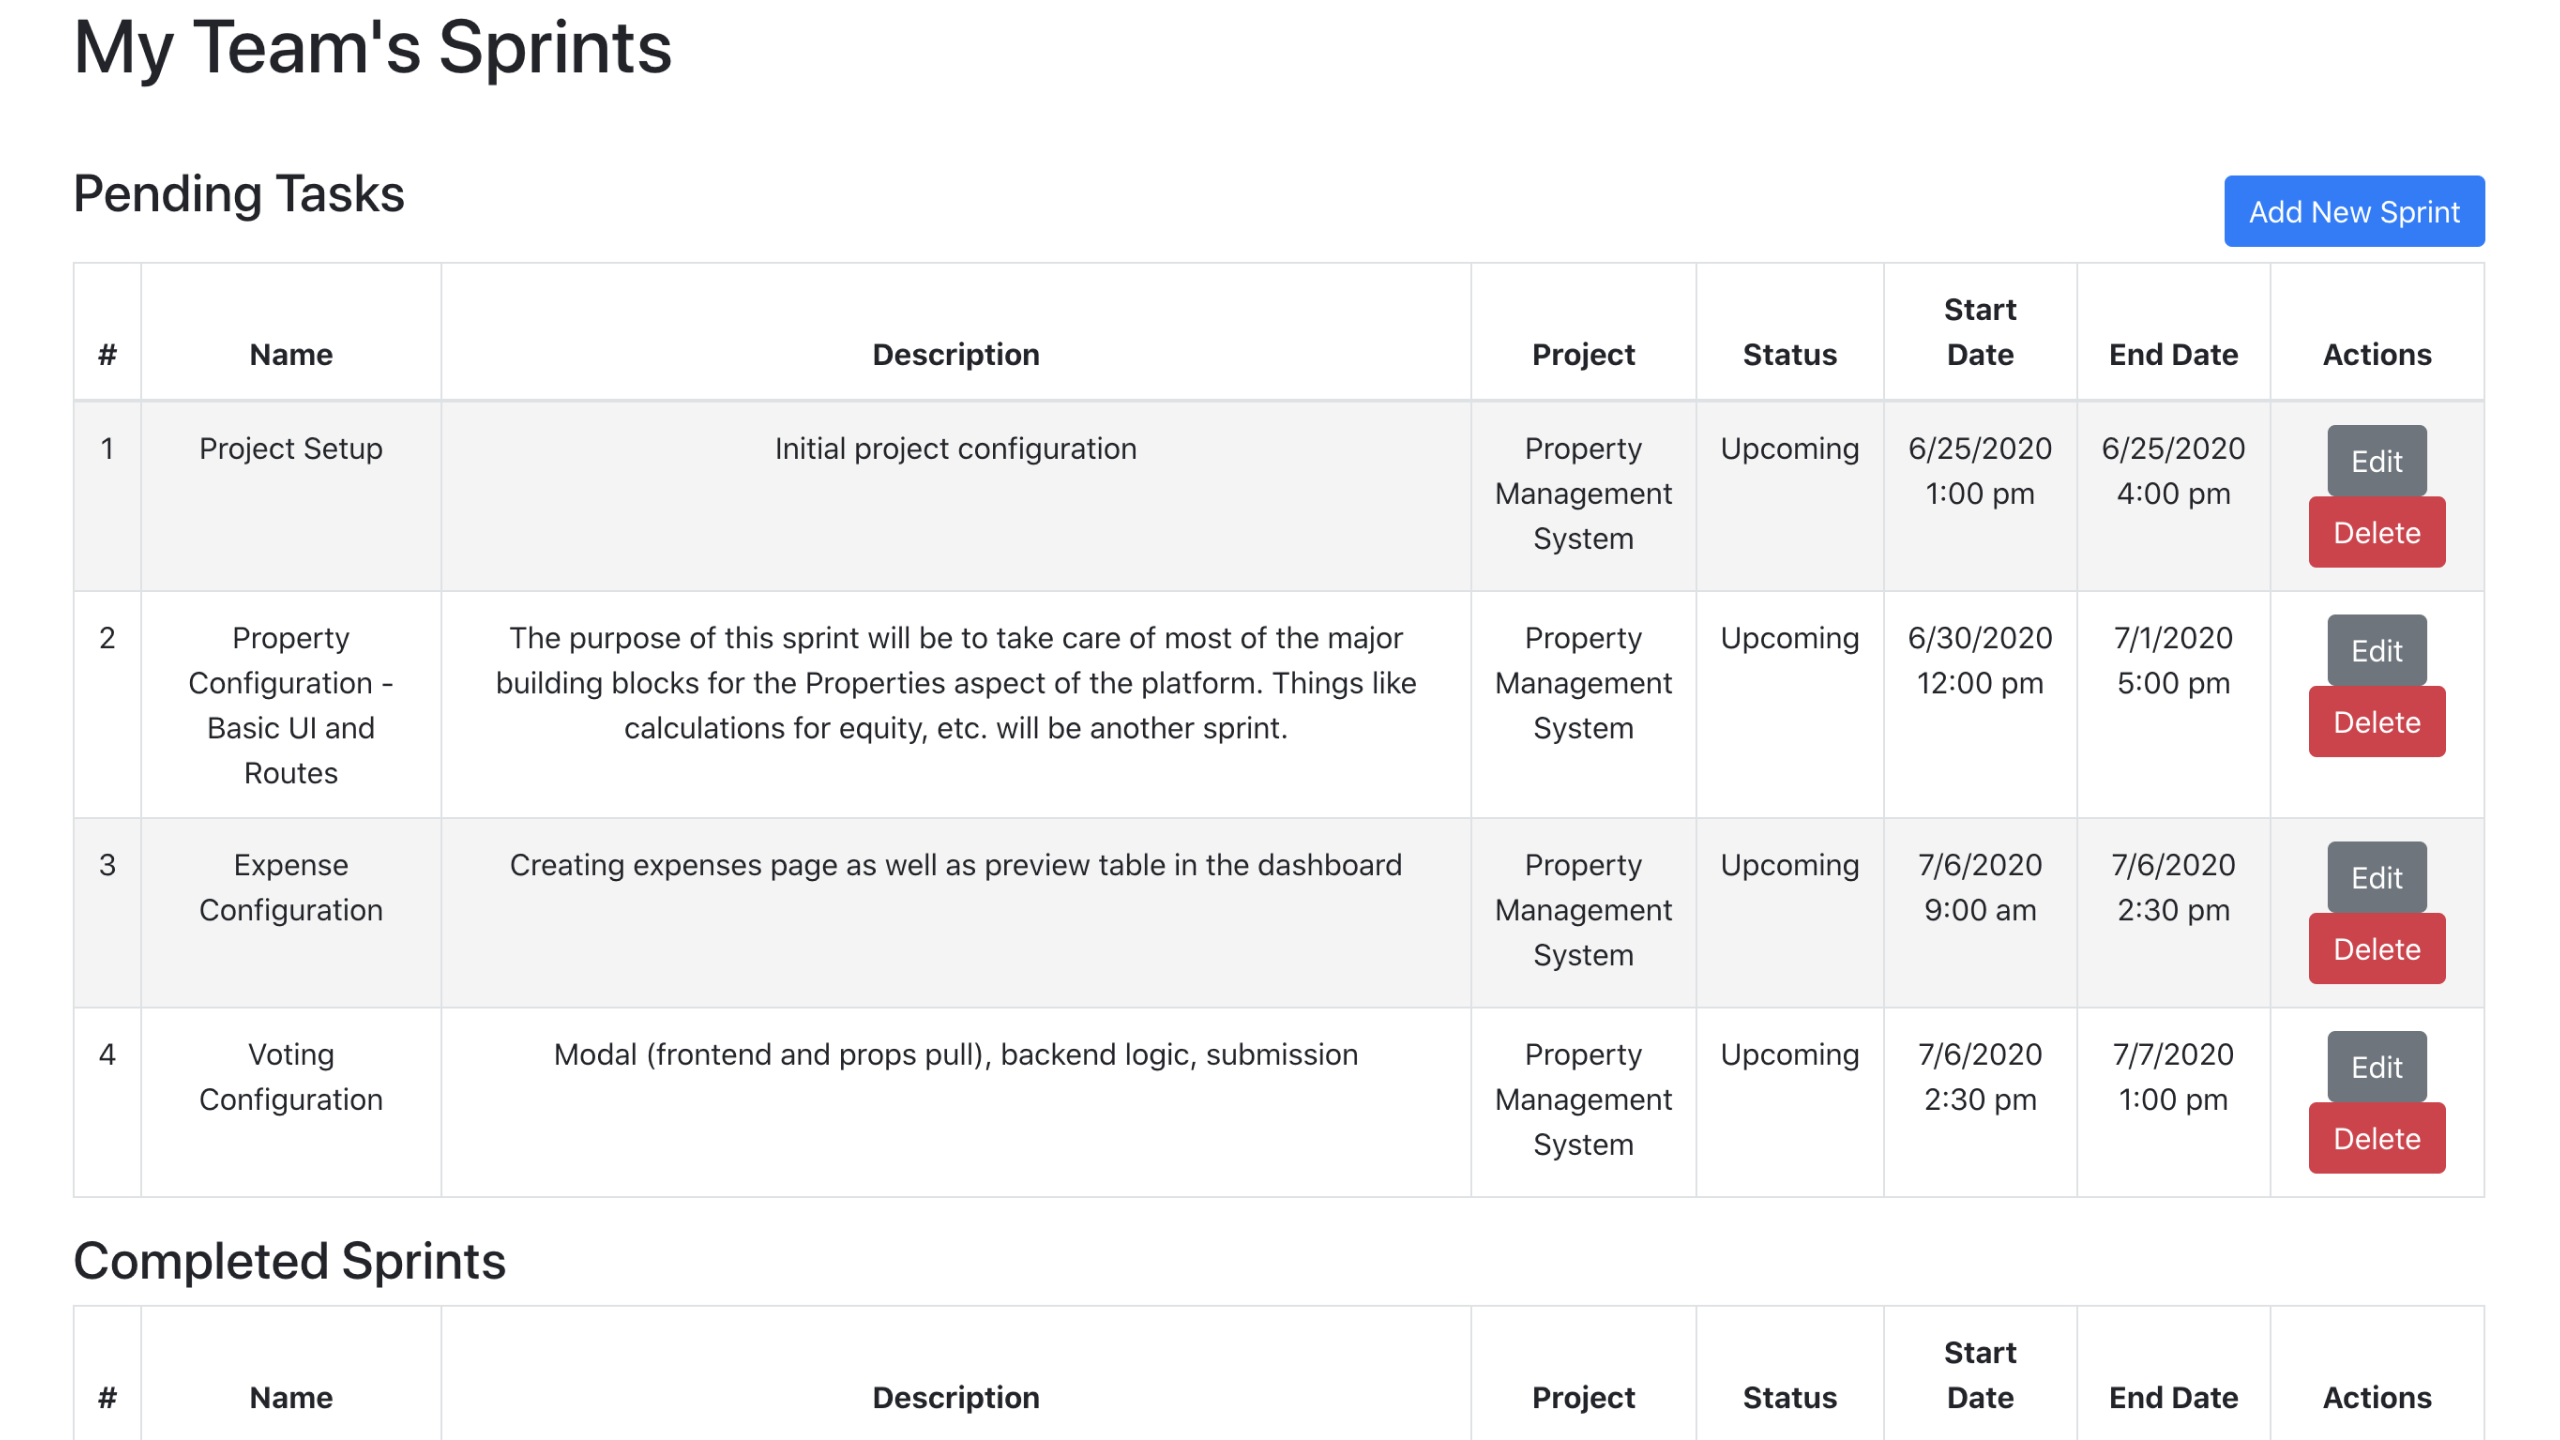 My Team's Sprints
Pending Tasks
Add New Sprint
# Name Description Project Status Start Date End Date Actions
1 Project Setup Initial project configuration Property Management System Upcoming 6/25/2020 1:00 pm 6/25/2020 4:00 pm Edit Delete
2 Property Configuration - Basic UI and Routes The purpose of this sprint will be to take care of most of the major building blocks for the Properties aspect of the platform. Things like calculations for equity, etc. will be another sprint. Property Management System Upcoming 6/30/2020 12:00 pm 7/1/2020 5:00 pm Edit Delete
3 Expense Configuration Creating expenses page as well as preview table in the dashboard Property Management System Upcoming 7/6/2020 9:00 am 7/6/2020 2:30 pm Edit Delete
4 Voting Configuration Modal (frontend and props pull), backend logic, submission Property Management System Upcoming 7/6/2020 2:30 pm 7/7/2020 1:00 pm Edit Delete
Completed Sprints
# Name Description Project Status Start Date End Date Actions